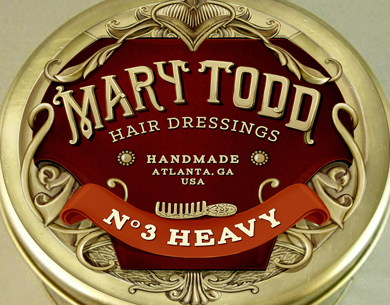 MARY TODD
HAIR DRESSINGS
HANDMADE
ATLANTA, GA
USA
Nº3 HEAVY